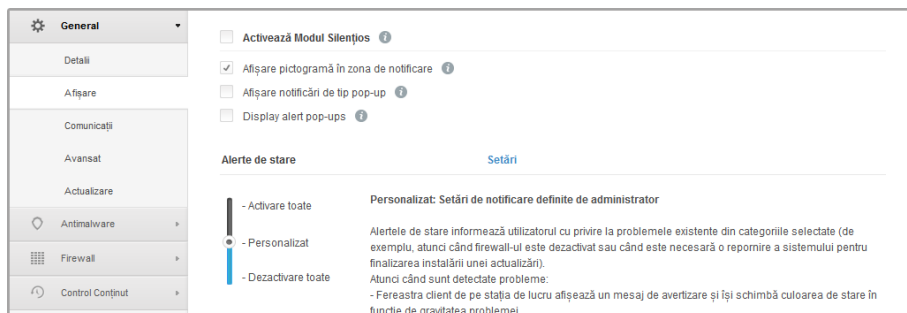 General
Detalii
Afișare
Comunicații
Avansat
Actualizare
Antimalware
Firewall
Control Conținut
Activează Modul Silențios
Afișare pictogramă în zona de notificare
Afișare notificări de tip pop-up
Display alert pop-ups
Alerte de stare
Setări
- Activare toate
- Personalizat
- Dezactivare toate
Personalizat: Setări de notificare definite de administrator
Alertele de stare informează utilizatorul cu privire la problemele existente din categoriile selectate (de
exemplu, atunci când firewall-ul este dezactivat sau când este necesară o repornire a sistemului pentru
finalizarea instalării unei actualizări).
Atunci când sunt detectate probleme:
- Fereastra client de pe stația de lucru afișează un mesaj de avertizare și își schimbă culoarea de stare în
funcție de gravitatea problemei